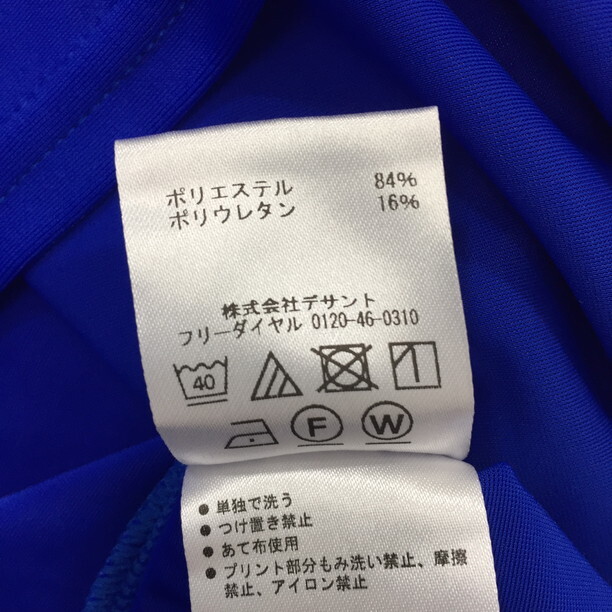 ポリエステル 84%
ポリウレタン 16%
株式会社デサント
フリーダイヤル 0120-46-0310
40
F W
● 単独で洗う
● つけ置き禁止
● あて布使用
● プリント部分もみ洗い禁止、摩擦
禁止、アイロン禁止